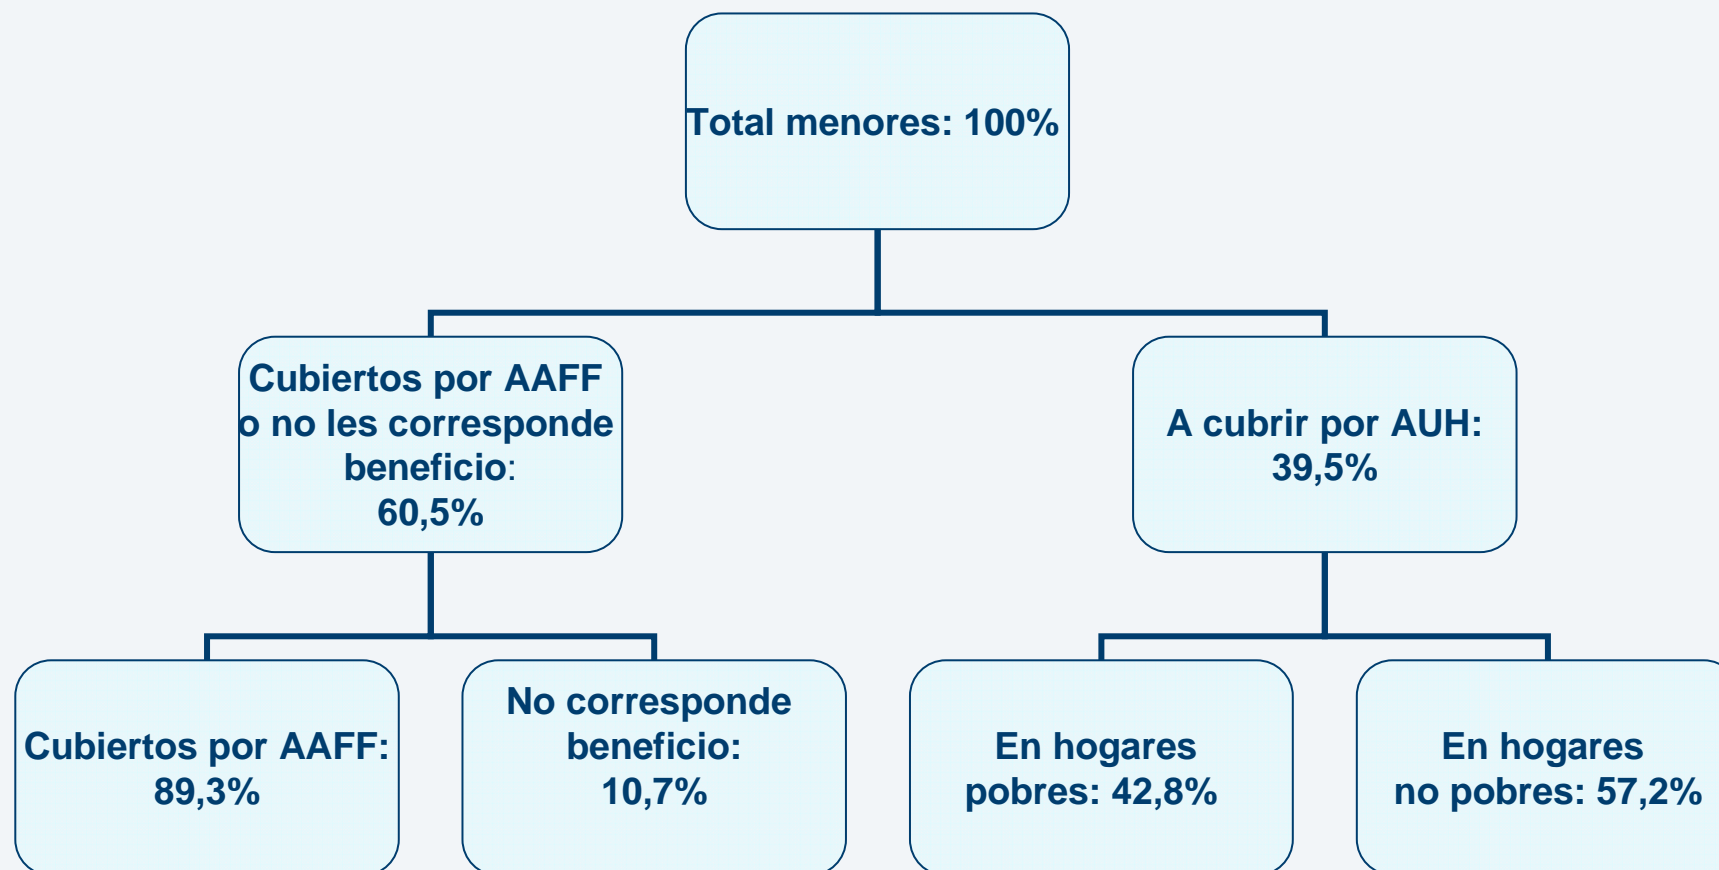 Total menores: 100%
Cubiertos por AAFF
o no les corresponde
beneficio:
60,5%
A cubrir por AUH:
39,5%
Cubiertos por AAFF:
89,3%
No corresponde
beneficio:
10,7%
En hogares
pobres: 42,8%
En hogares
no pobres: 57,2%